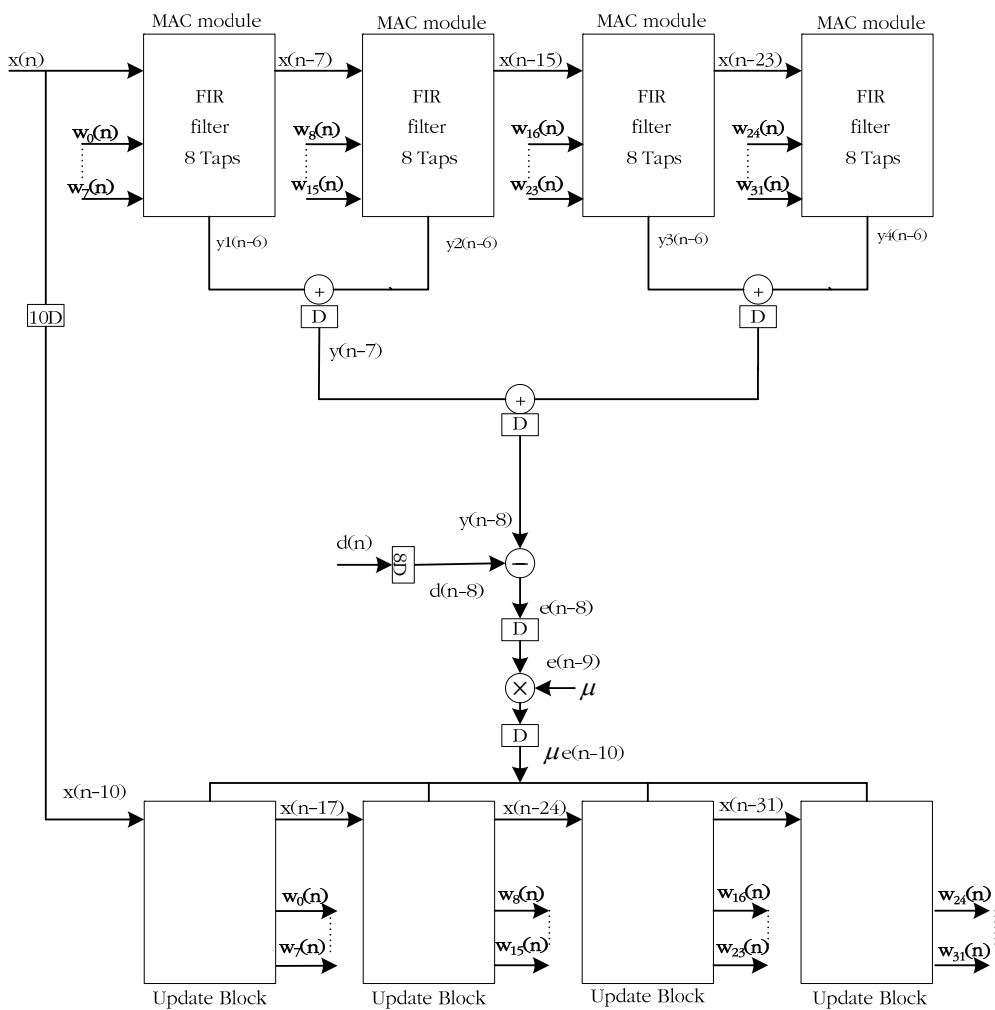 MAC module MAC module MAC module MAC module
x(n) x(n-7) x(n-15) x(n-23)
FIR FIR FIR FIR
filter filter filter filter
8 Taps 8 Taps 8 Taps 8 Taps
w0(n) w8(n) w16(n) w24(n)
w7(n) w15(n) w23(n) w31(n)
y1(n-6) y2(n-6) y3(n-6) y4(n-6)
+ +
10D D D
y(n-7)
+
D
y(n-8)
d(n) 8D −
d(n-8)
e(n-8)
D
e(n-9)
× μ
D
μe(n-10)
x(n-10) x(n-17) x(n-24) x(n-31)
w0(n) w8(n) w16(n) w24(n)
w7(n) w15(n) w23(n) w31(n)
Update Block Update Block Update Block Update Block